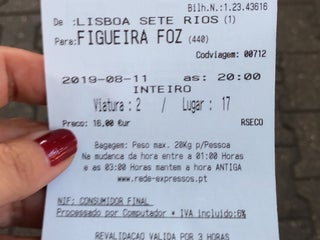 Bilh.N.:1.23.43616
De :LISBOA SETE RIOS (1)
Para:FIGUEIRA FOZ (440)
Codviagem: 00712
2019-08-11 as: 20:00
INTEIRO
Viatura: 2 / Lugar: 17
Preco: 16,00 €ur RSECO
Bagagem: Peso max. 20Kg p/Pessoa
Na mudanca da hora entre a 01:00 Horas
e as 03:00 Horas mantem a hora ANTIGA
www.rede-expressos.pt
NIF: CONSUMIDOR FINAL
Processado por Computador * IVA incluido:6%
REVALIDACAO VALIDA POR 3 HORAS